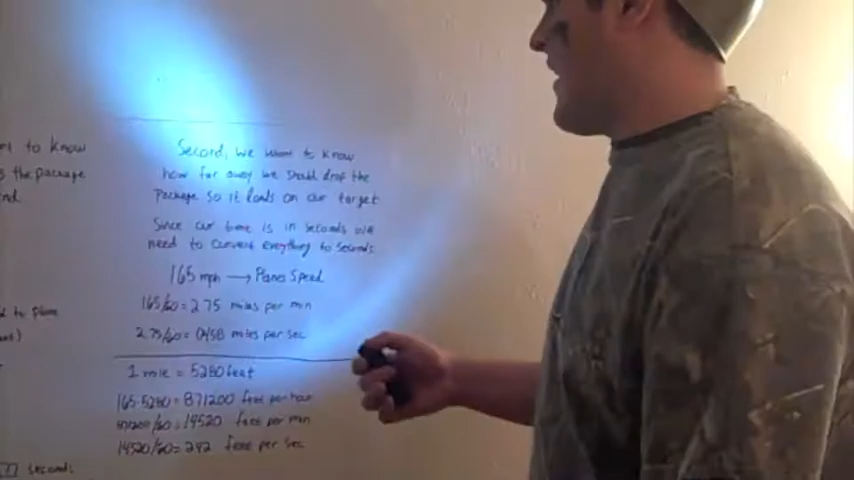 nt to know
s the package
nd.
d to plane
Second, we want to know
how far away we should drop the
Package so it lands on our target
Since our time is in seconds we
need to convert everything to seconds.
165 mph → Planes Speed
165/60 = 2.75 miles per min
2.75/60 = .0458 miles per sec
1 mile = 5280 feet
165·5280 = 871200 feet per hour
871200/60 = 14520 feet per min
14520/60 = 242 feet per sec
seconds